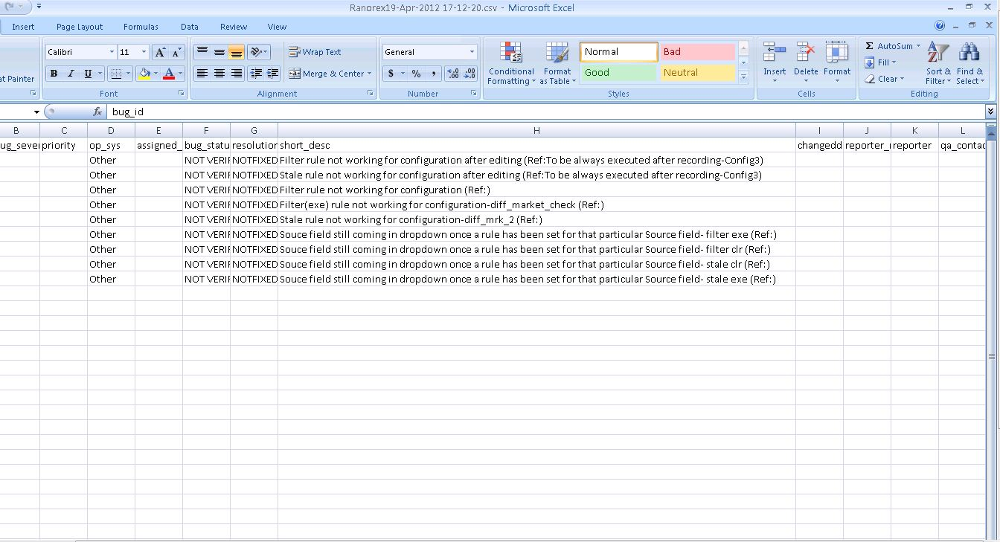 Ranorex19-Apr-2012 17-12-20.csv - Microsoft Excel
Insert Page Layout Formulas Data Review View
Calibri 11 A A Wrap Text General Conditional Formatting Format as Table Normal Bad Insert Delete Format Σ AutoSum Sort & Filter Find & Select
at Painter B I U A Merge & Center $ % , .00 .00 Good Neutral Fill
Clear
Font Alignment Number Styles Cells Editing
fx bug_id
B C D E F G H I J K L
ug_sever priority op_sys assigned_ bug_statu resolution short_desc changedd reporter_ reporter qa_contac
Other NOT VERIF NOTFIXED Filter rule not working for configuration after editing (Ref:To be always executed after recording-Config3)
Other NOT VERIF NOTFIXED Stale rule not working for configuration after editing (Ref:To be always executed after recording-Config3)
Other NOT VERIF NOTFIXED Filter rule not working for configuration (Ref:)
Other NOT VERIF NOTFIXED Filter(exe) rule not working for configuration-diff_market_check (Ref:)
Other NOT VERIF NOTFIXED Stale rule not working for configuration-diff_mrk_2 (Ref:)
Other NOT VERIF NOTFIXED Souce field still coming in dropdown once a rule has been set for that particular Source field- filter exe (Ref:)
Other NOT VERIF NOTFIXED Souce field still coming in dropdown once a rule has been set for that particular Source field- filter clr (Ref:)
Other NOT VERIF NOTFIXED Souce field still coming in dropdown once a rule has been set for that particular Source field- stale clr (Ref:)
Other NOT VERIF NOTFIXED Souce field still coming in dropdown once a rule has been set for that particular Source field- stale exe (Ref:)